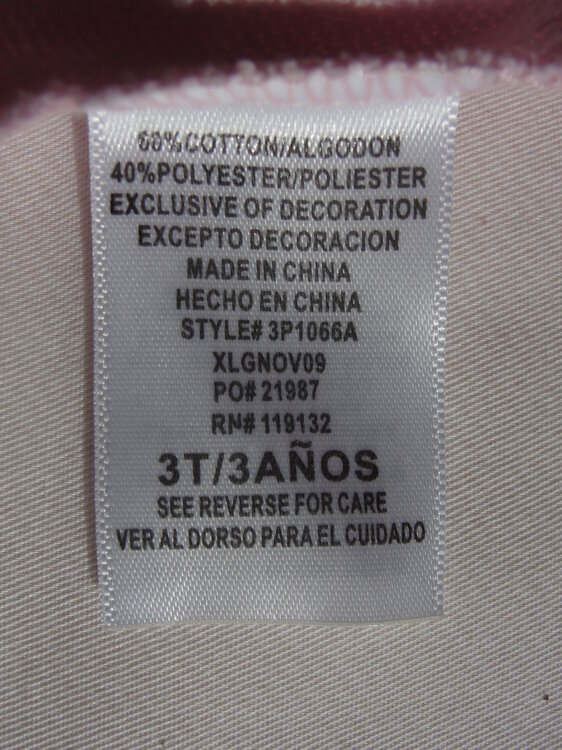 60%COTTON/ALGODON
40%POLYESTER/POLIESTER
EXCLUSIVE OF DECORATION
EXCEPTO DECORACION
MADE IN CHINA
HECHO EN CHINA
STYLE# 3P1066A
XLGNOV09
PO# 21987
RN# 119132
3T/3AÑOS
SEE REVERSE FOR CARE
VER AL DORSO PARA EL CUIDADO